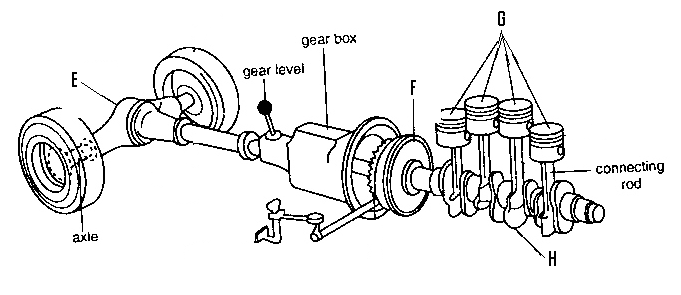 G
gear box
E
gear level
F
connecting
rod
axle
H